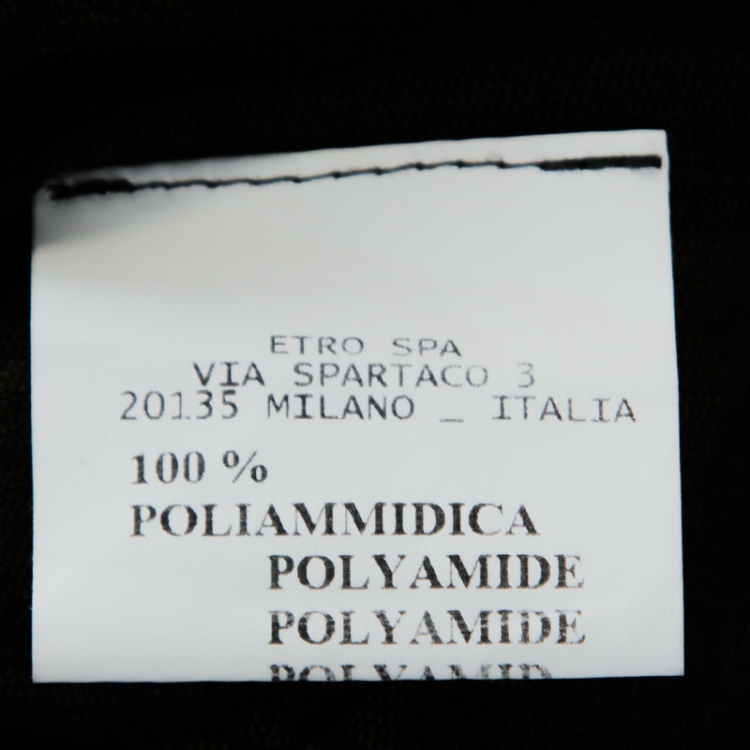 ETRO SPA
VIA SPARTACO 3
20135 MILANO _ ITALIA
100 %
POLIAMMIDICA
POLYAMIDE
POLYAMIDE